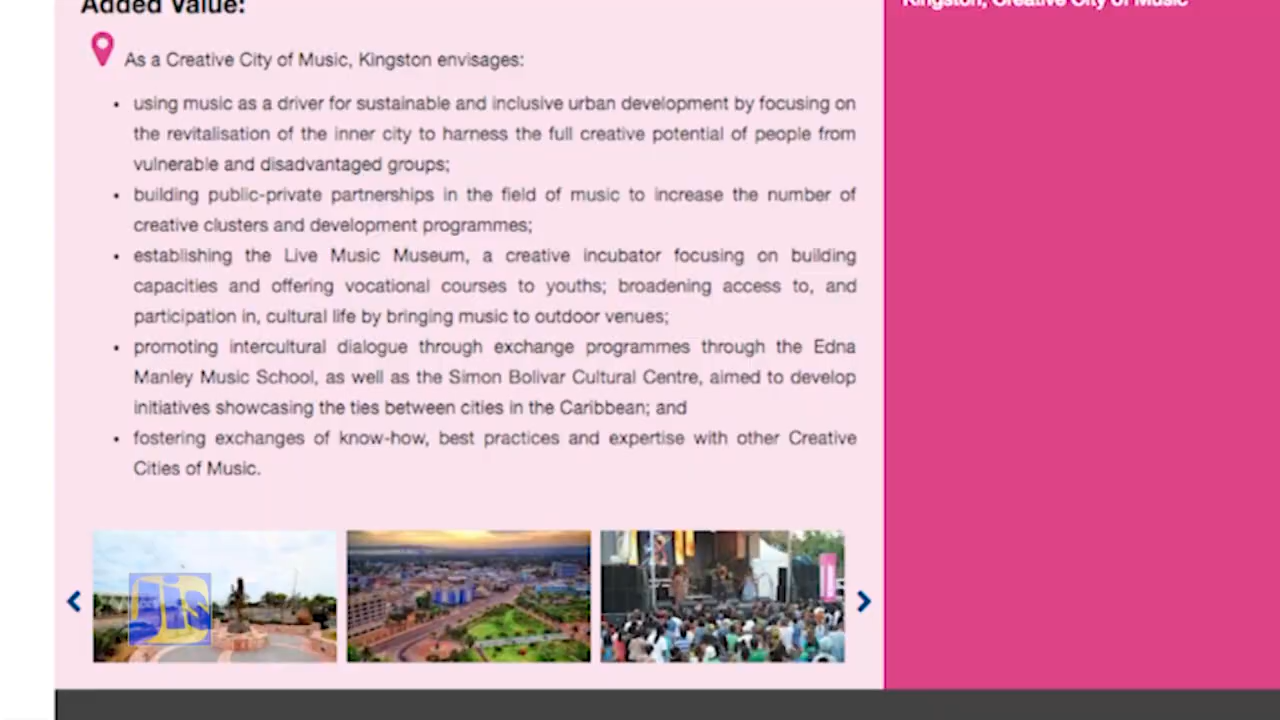 Added Value:
Kingston, Creative City of Music
As a Creative City of Music, Kingston envisages:
• using music as a driver for sustainable and inclusive urban development by focusing on
the revitalisation of the inner city to harness the full creative potential of people from
vulnerable and disadvantaged groups;
• building public-private partnerships in the field of music to increase the number of
creative clusters and development programmes;
• establishing the Live Music Museum, a creative incubator focusing on building
capacities and offering vocational courses to youths; broadening access to, and
participation in, cultural life by bringing music to outdoor venues;
• promoting intercultural dialogue through exchange programmes through the Edna
Manley Music School, as well as the Simon Bolivar Cultural Centre, aimed to develop
initiatives showcasing the ties between cities in the Caribbean; and
• fostering exchanges of know-how, best practices and expertise with other Creative
Cities of Music.
jis